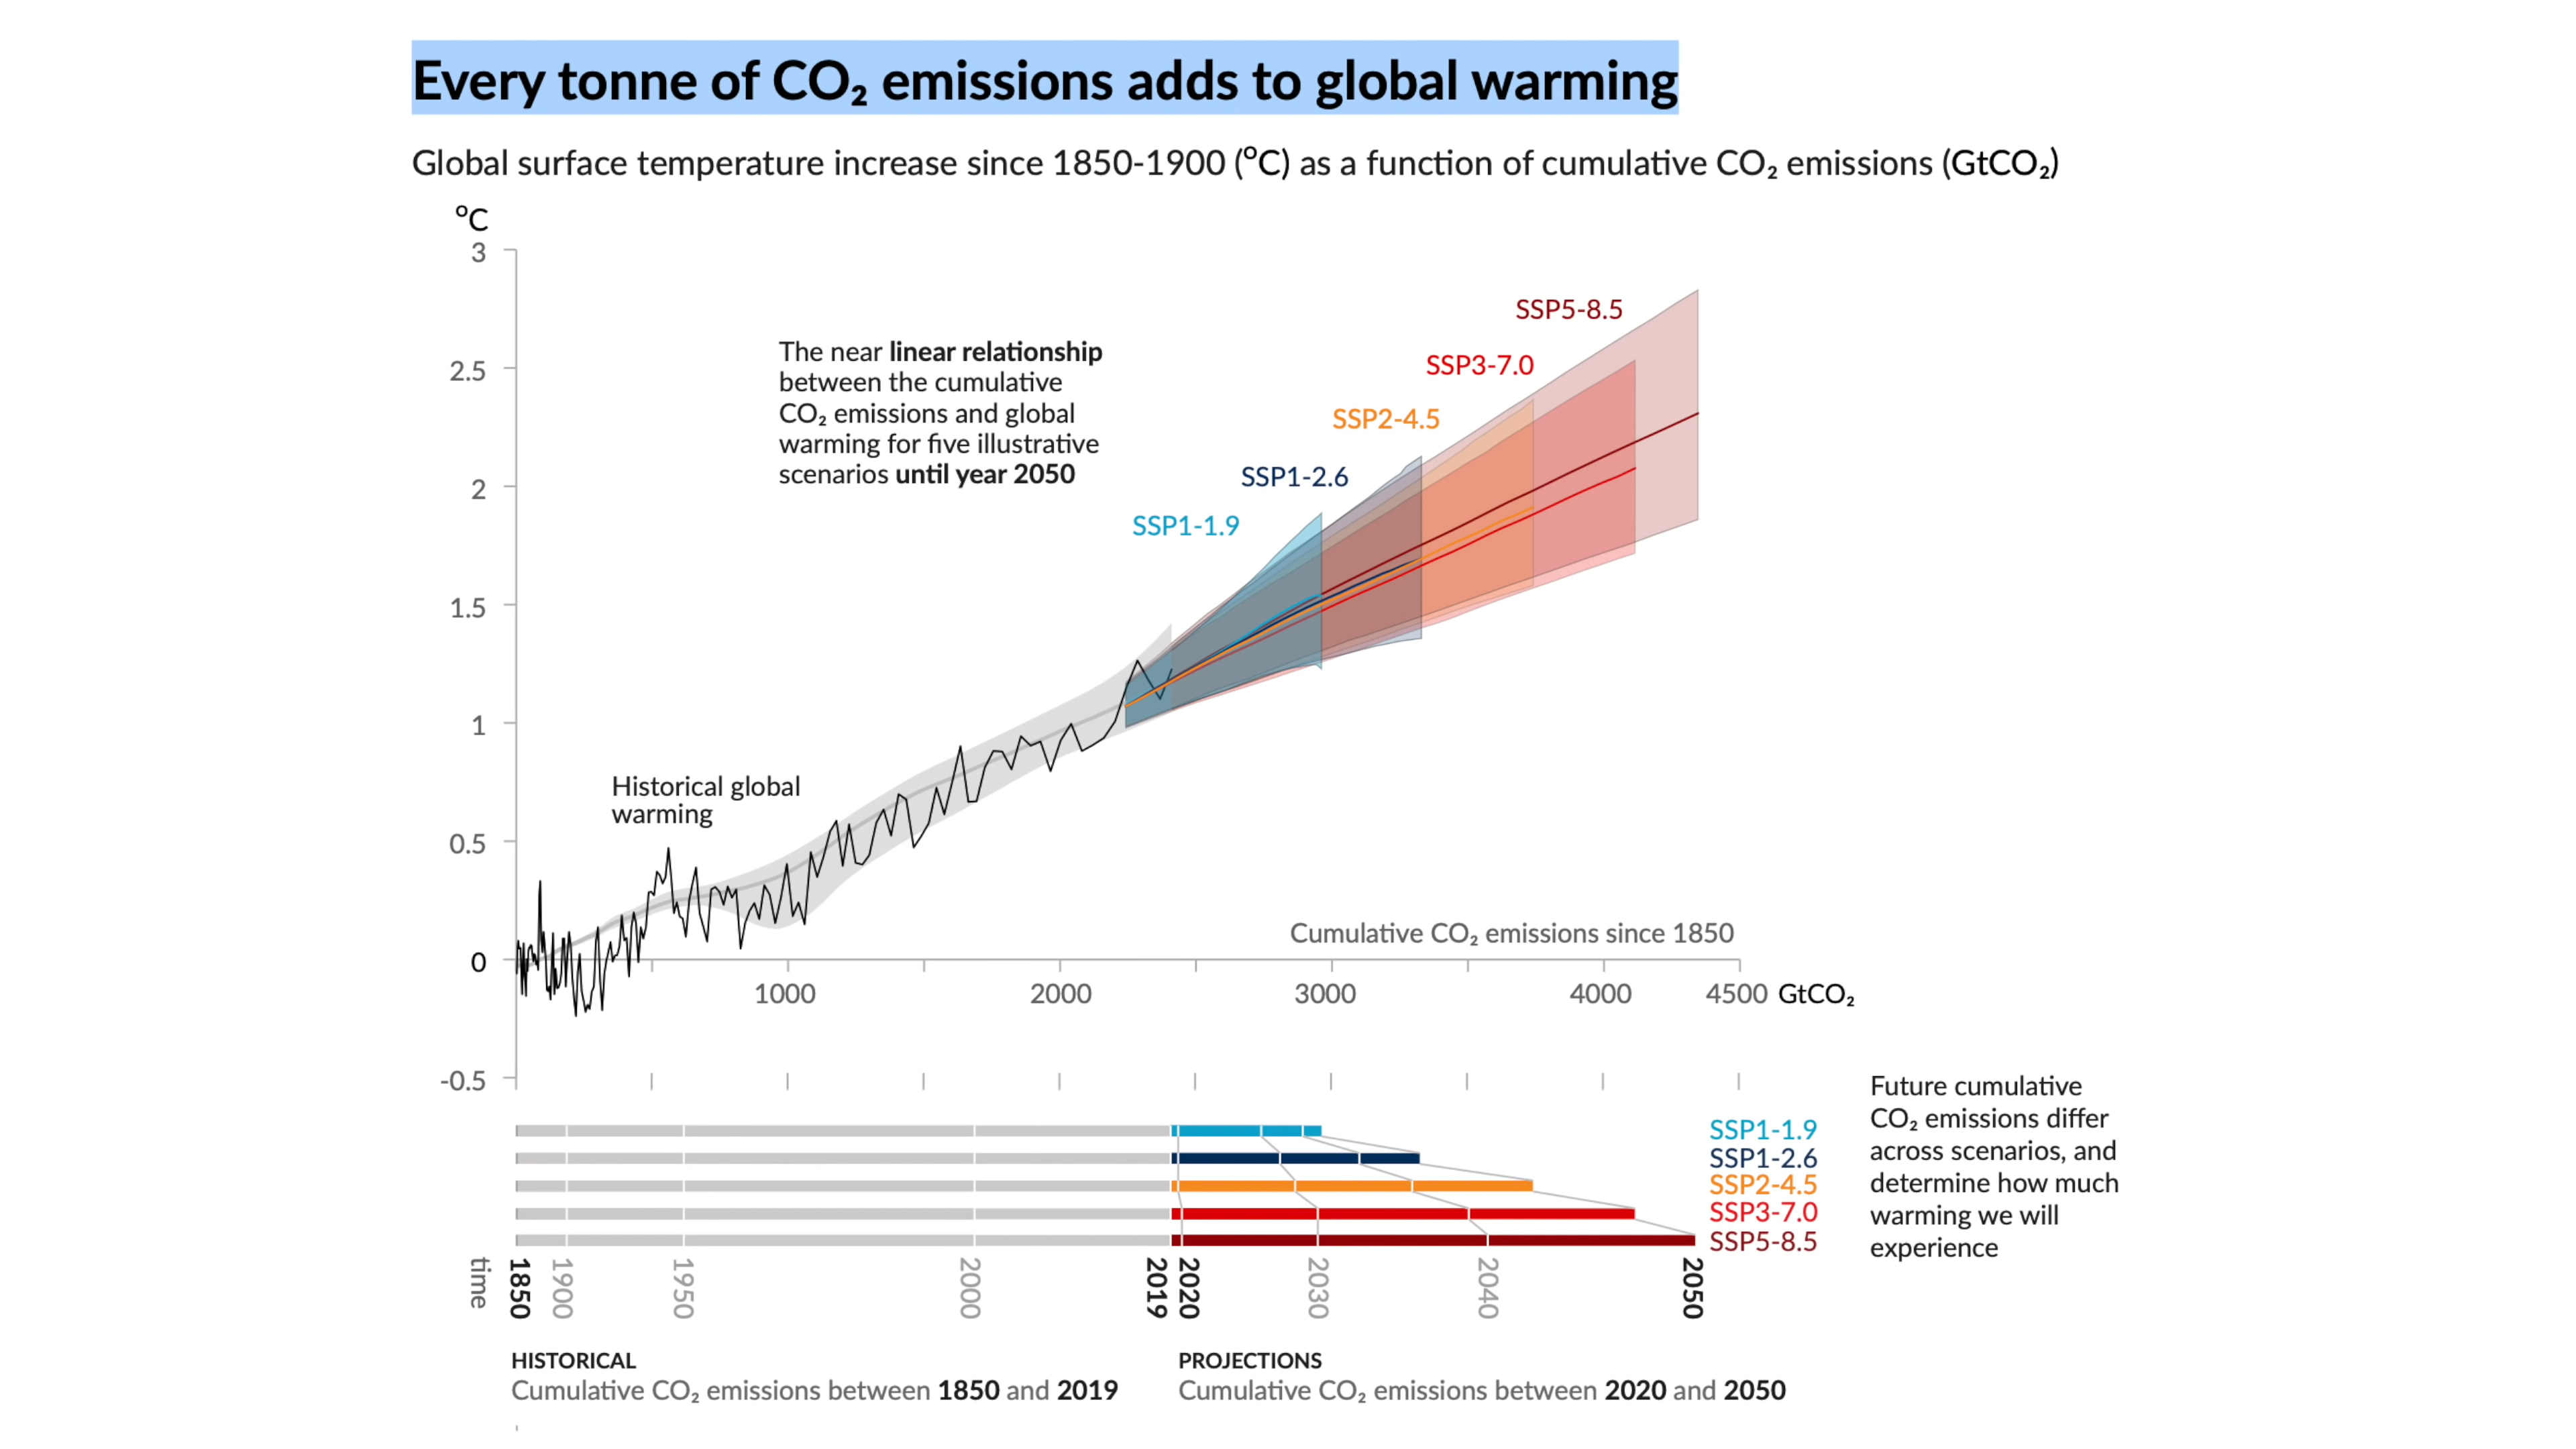 Every tonne of CO₂ emissions adds to global warming
Global surface temperature increase since 1850-1900 (ºC) as a function of cumulative CO₂ emissions (GtCO₂)
ºC
3
2.5
2
1.5
1
0.5
0
-0.5
The near linear relationship
between the cumulative
CO₂ emissions and global
warming for five illustrative
scenarios until year 2050
SSP5-8.5
SSP3-7.0
SSP2-4.5
SSP1-2.6
SSP1-1.9
Historical global
warming
Cumulative CO₂ emissions since 1850
1000 2000 3000 4000 4500 GtCO₂
SSP1-1.9
SSP1-2.6
SSP2-4.5
SSP3-7.0
SSP5-8.5
Future cumulative
CO₂ emissions differ
across scenarios, and
determine how much
warming we will
experience
time 1850 1900 1950 2000 2019 2020 2030 2040 2050
HISTORICAL
Cumulative CO₂ emissions between 1850 and 2019
PROJECTIONS
Cumulative CO₂ emissions between 2020 and 2050